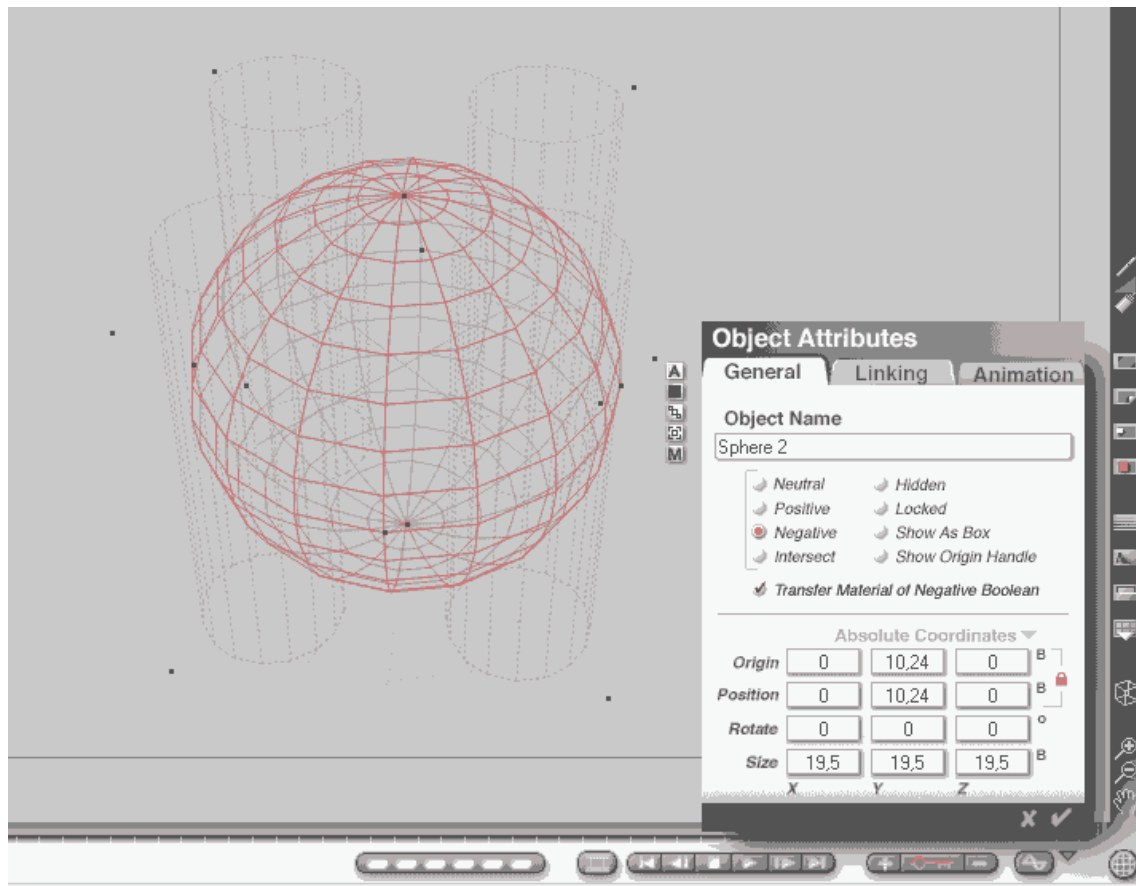 Object Attributes
General Linking Animation
Object Name
Sphere 2
Neutral Hidden
Positive Locked
Negative Show As Box
Intersect Show Origin Handle
Transfer Material of Negative Boolean
Absolute Coordinates
Origin 0 10,24 0 B
Position 0 10,24 0 B
Rotate 0 0 0 o
Size 19,5 19,5 19,5 B
X Y Z
A
M